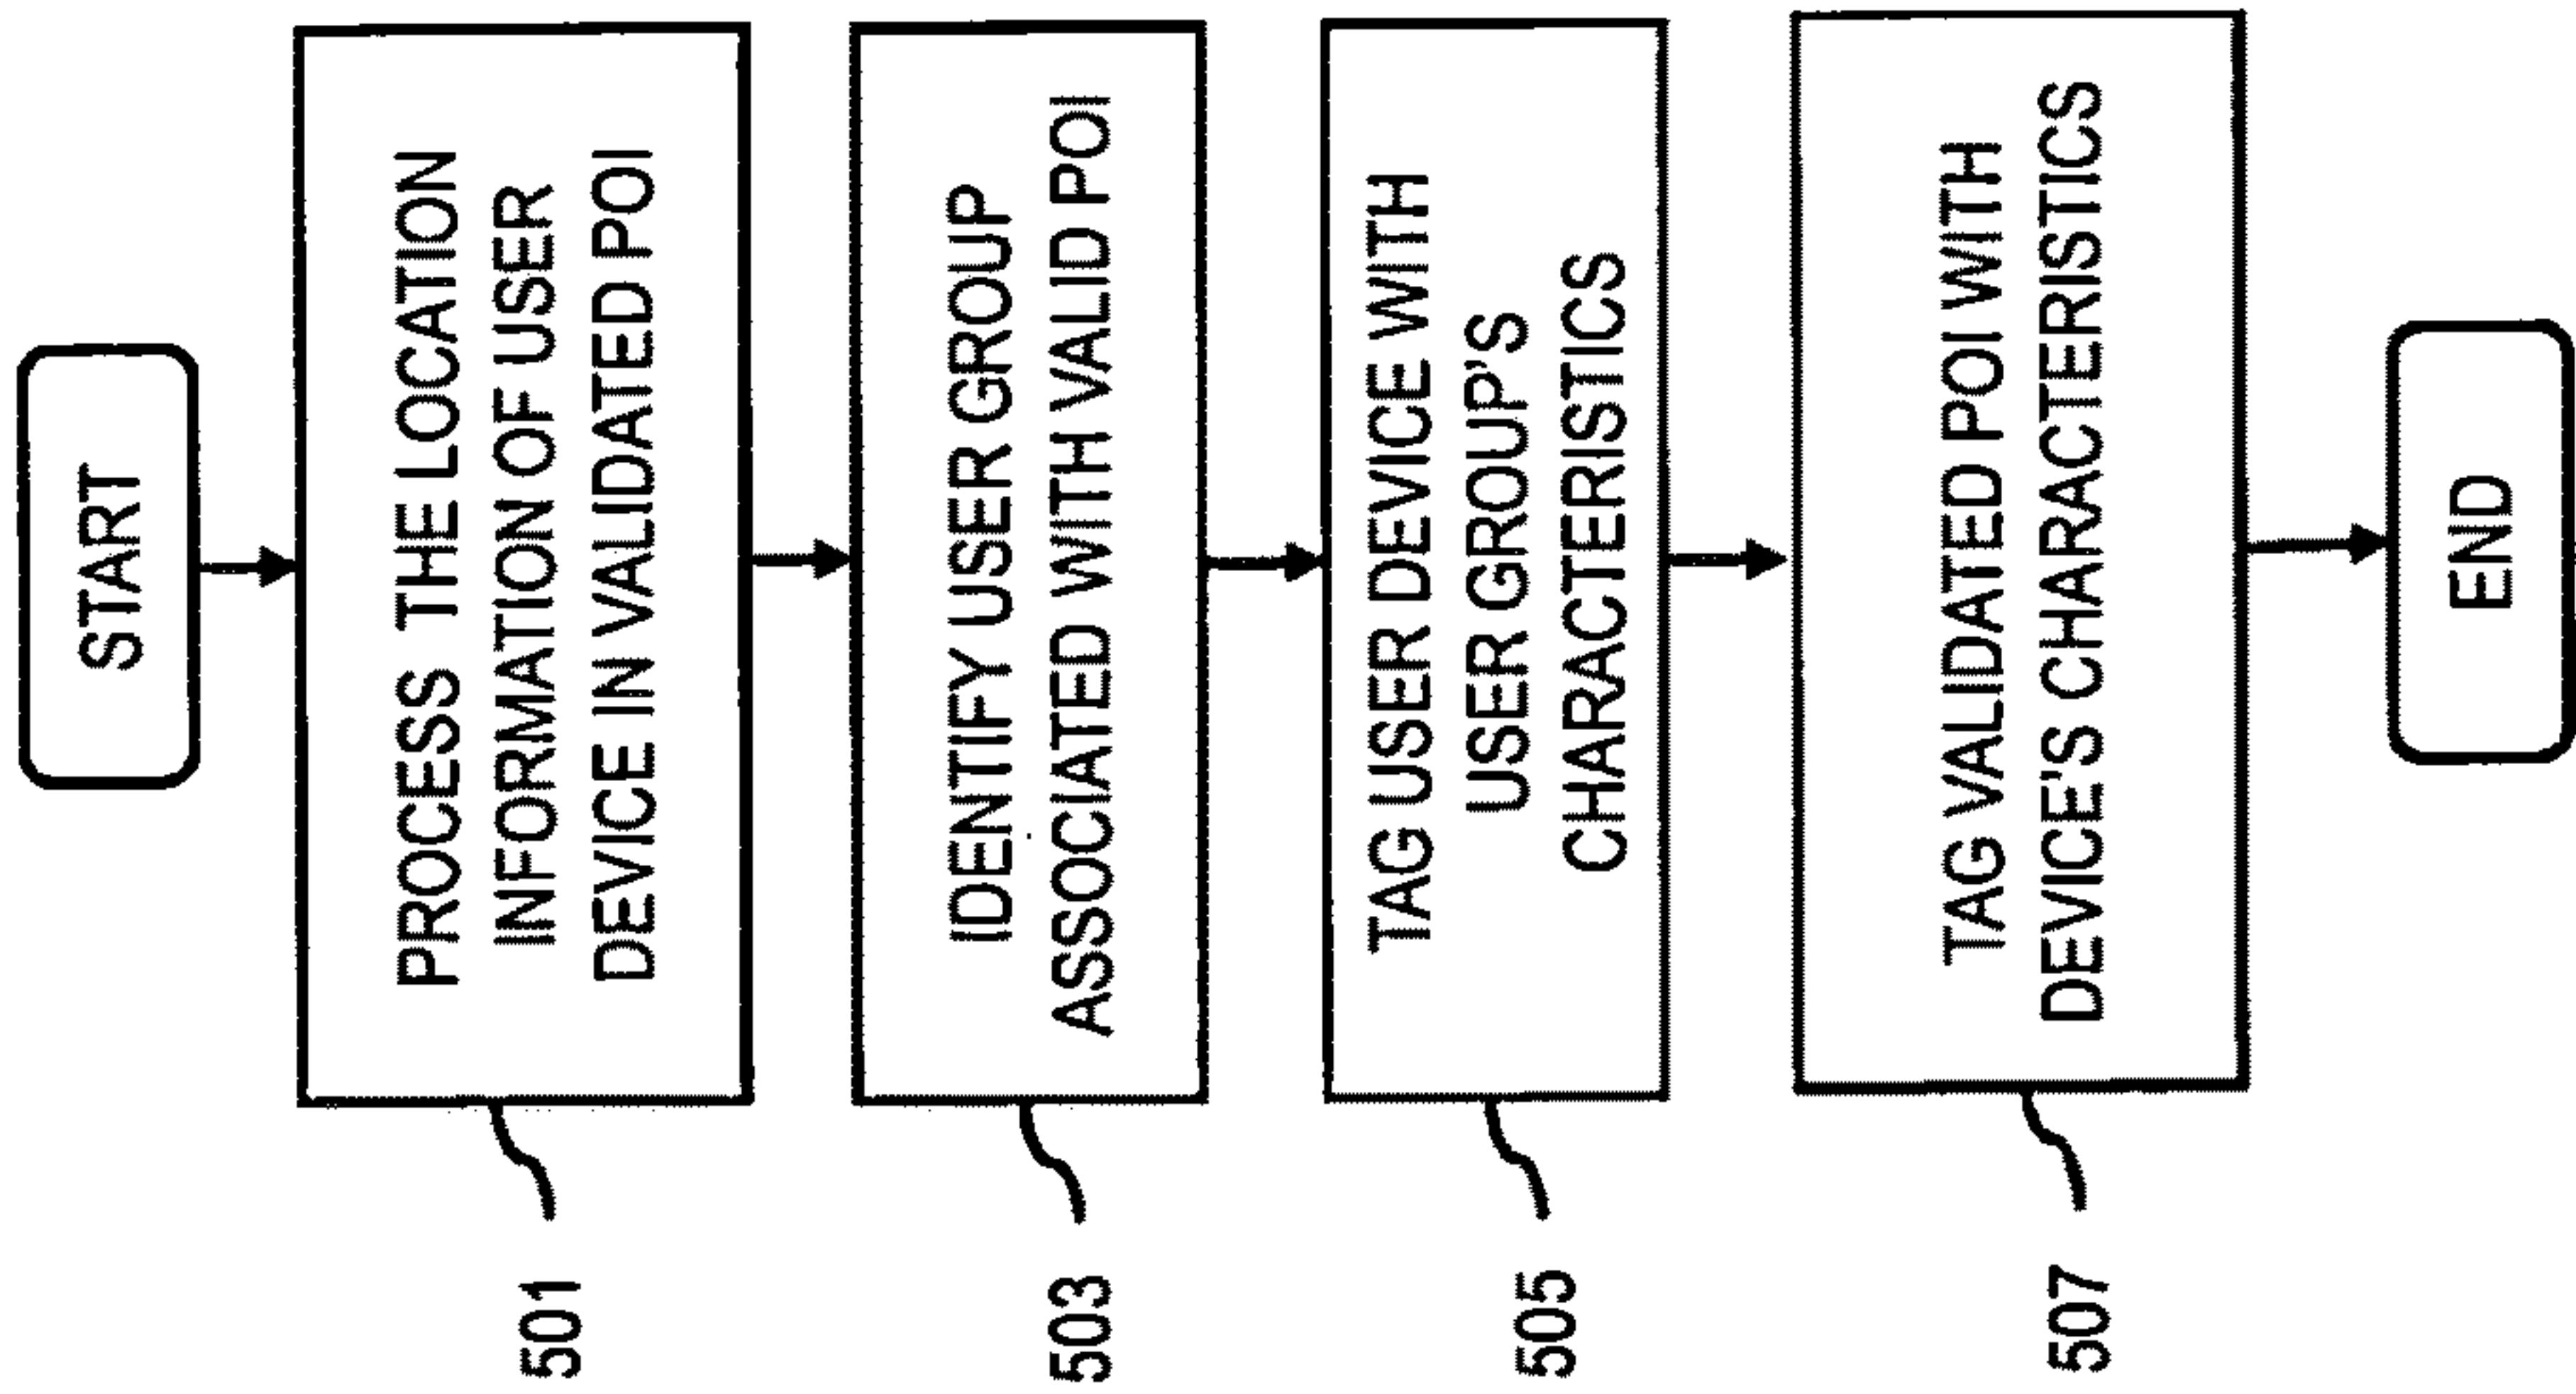 START
PROCESS THE LOCATION
INFORMATION OF USER
DEVICE IN VALIDATED POI
501
IDENTIFY USER GROUP
ASSOCIATED WITH VALID POI
503
TAG USER DEVICE WITH
USER GROUP'S
CHARACTERISTICS
505
TAG VALIDATED POI WITH
DEVICE'S CHARACTERISTICS
507
END